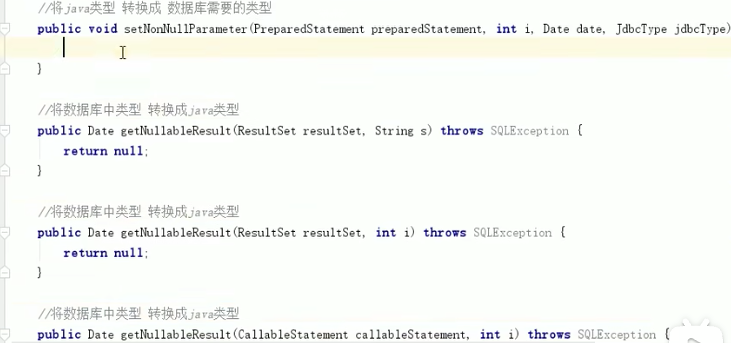 //将java类型 转换成 数据库需要的类型
public void setNonNullParameter(PreparedStatement preparedStatement, int i, Date date, JdbcType jdbcType)
}
//将数据库中类型 转换成java类型
public Date getNullableResult(ResultSet resultSet, String s) throws SQLException {
return null;
}
//将数据库中类型 转换成java类型
public Date getNullableResult(ResultSet resultSet, int i) throws SQLException {
return null;
}
//将数据库中类型 转换成java类型
public Date getNullableResult(CallableStatement callableStatement, int i) throws SQLException {